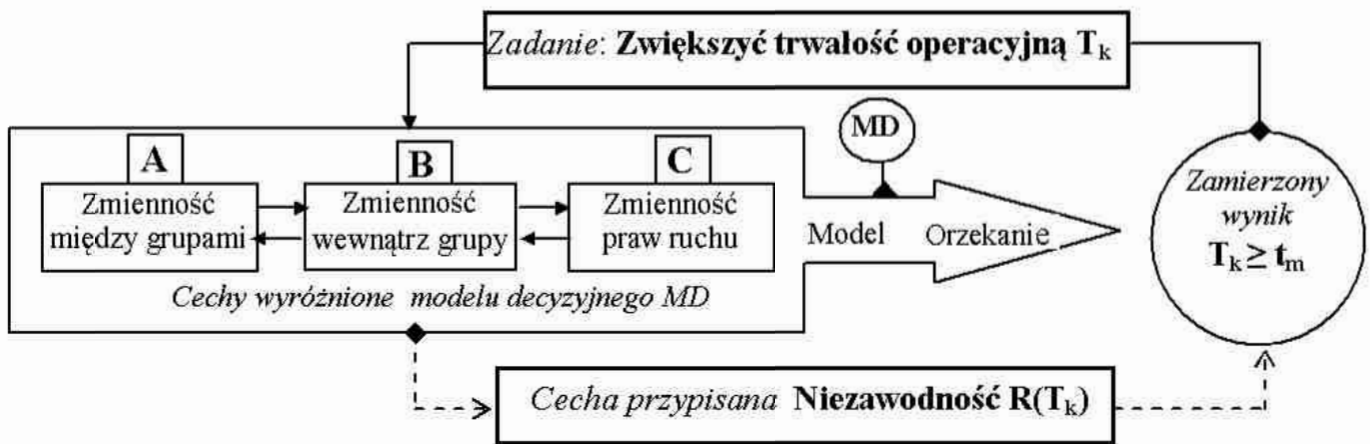 Zadanie: Zwiększyć trwałość operacyjną Tk
MD
A
B
C
Zmienność
między grupami
Zmienność
wewnątrz grupy
Zmienność
praw ruchu
Cechy wyróżnione modelu decyzyjnego MD
Model
Orzekanie
Zamierzony
wynik
Tk ≥ tm
Cecha przypisana Niezawodność R(Tk)